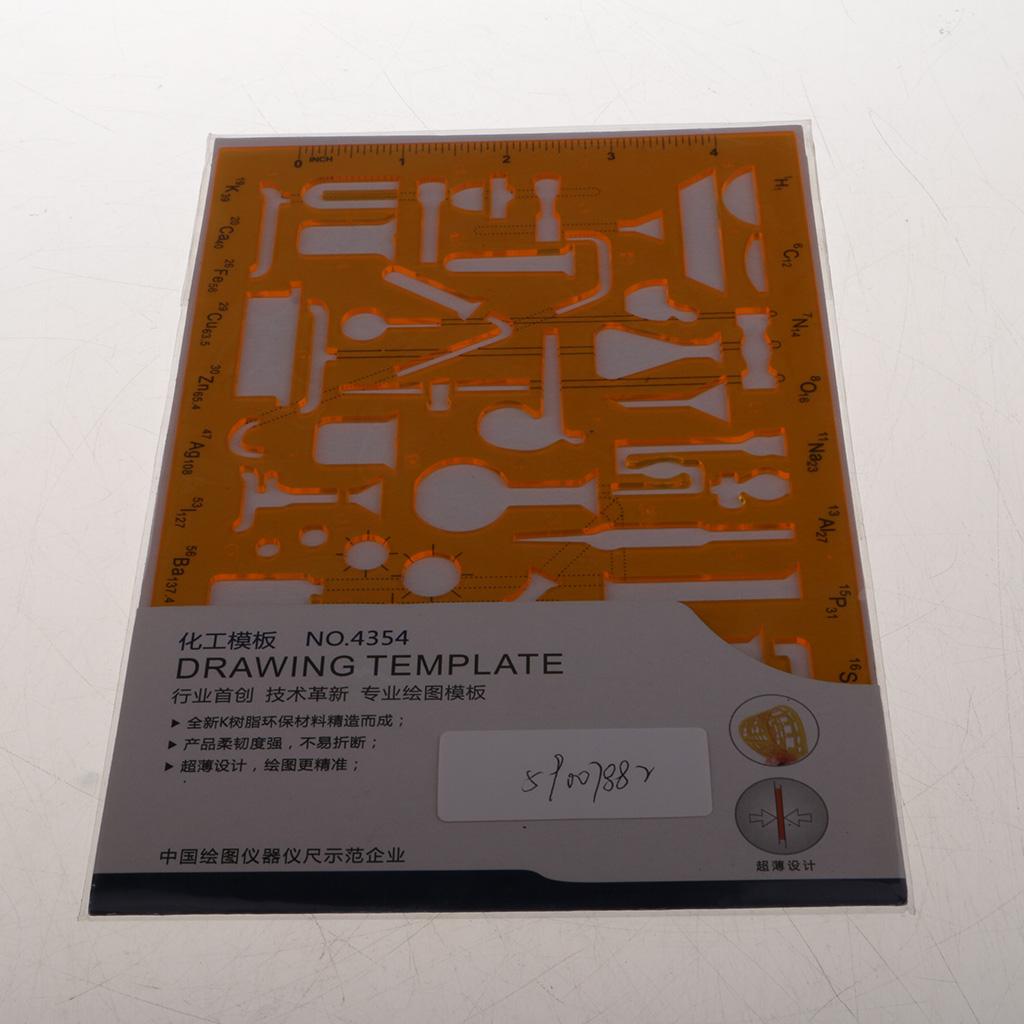 0 INCH 1 2 3 4
19K39
20Ca40
26Fe56
29Cu63.5
30Zn65.4
47Ag108
53I127
56Ba137.4
1H1
6C12
7N14
8O16
11Na23
13Al27
15P31
16S
化工模板 NO.4354
DRAWING TEMPLATE
行业首创 技术革新 专业绘图模板
▶ 全新K树脂环保材料精造而成；
▶ 产品柔韧度强，不易折断；
▶ 超薄设计，绘图更精准；
中国绘图仪器仪尺示范企业
超薄设计